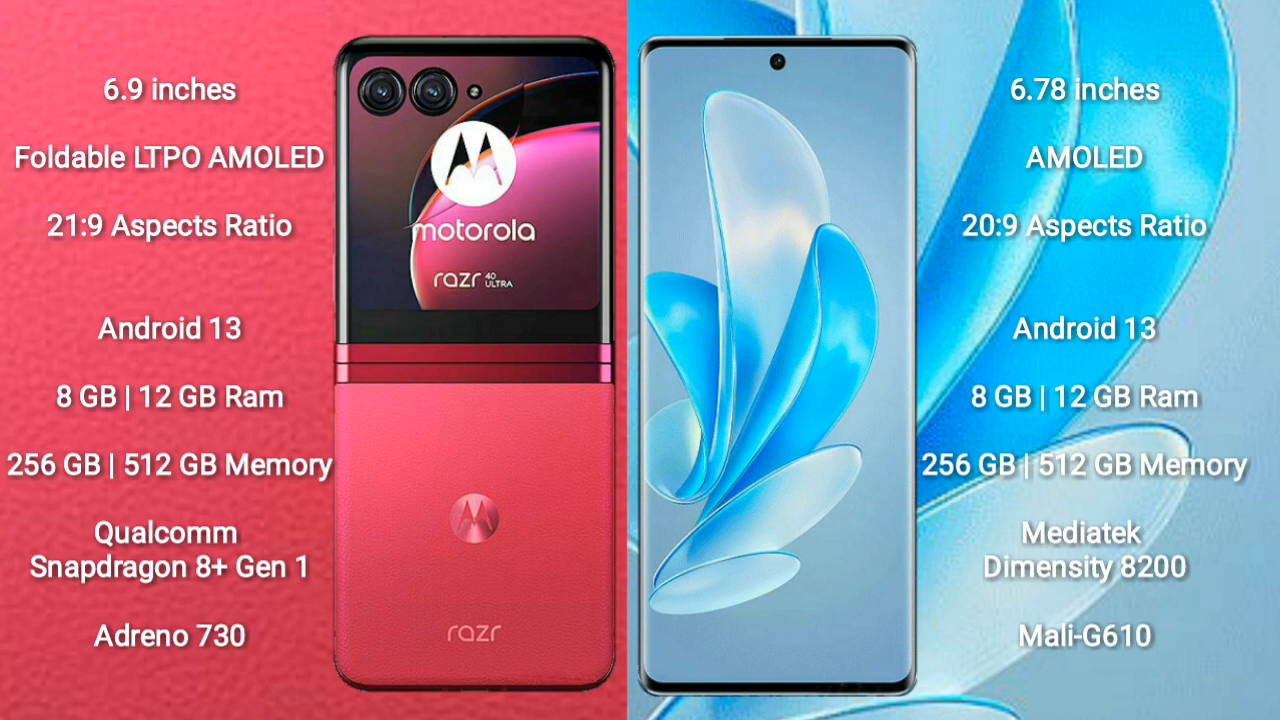 6.9 inches
Foldable LTPO AMOLED
21:9 Aspects Ratio
Android 13
8 GB | 12 GB Ram
256 GB | 512 GB Memory
Qualcomm
Snapdragon 8+ Gen 1
Adreno 730
motorola
razr 40
ULTRA
razr
6.78 inches
AMOLED
20:9 Aspects Ratio
Android 13
8 GB | 12 GB Ram
256 GB | 512 GB Memory
Mediatek
Dimensity 8200
Mali-G610